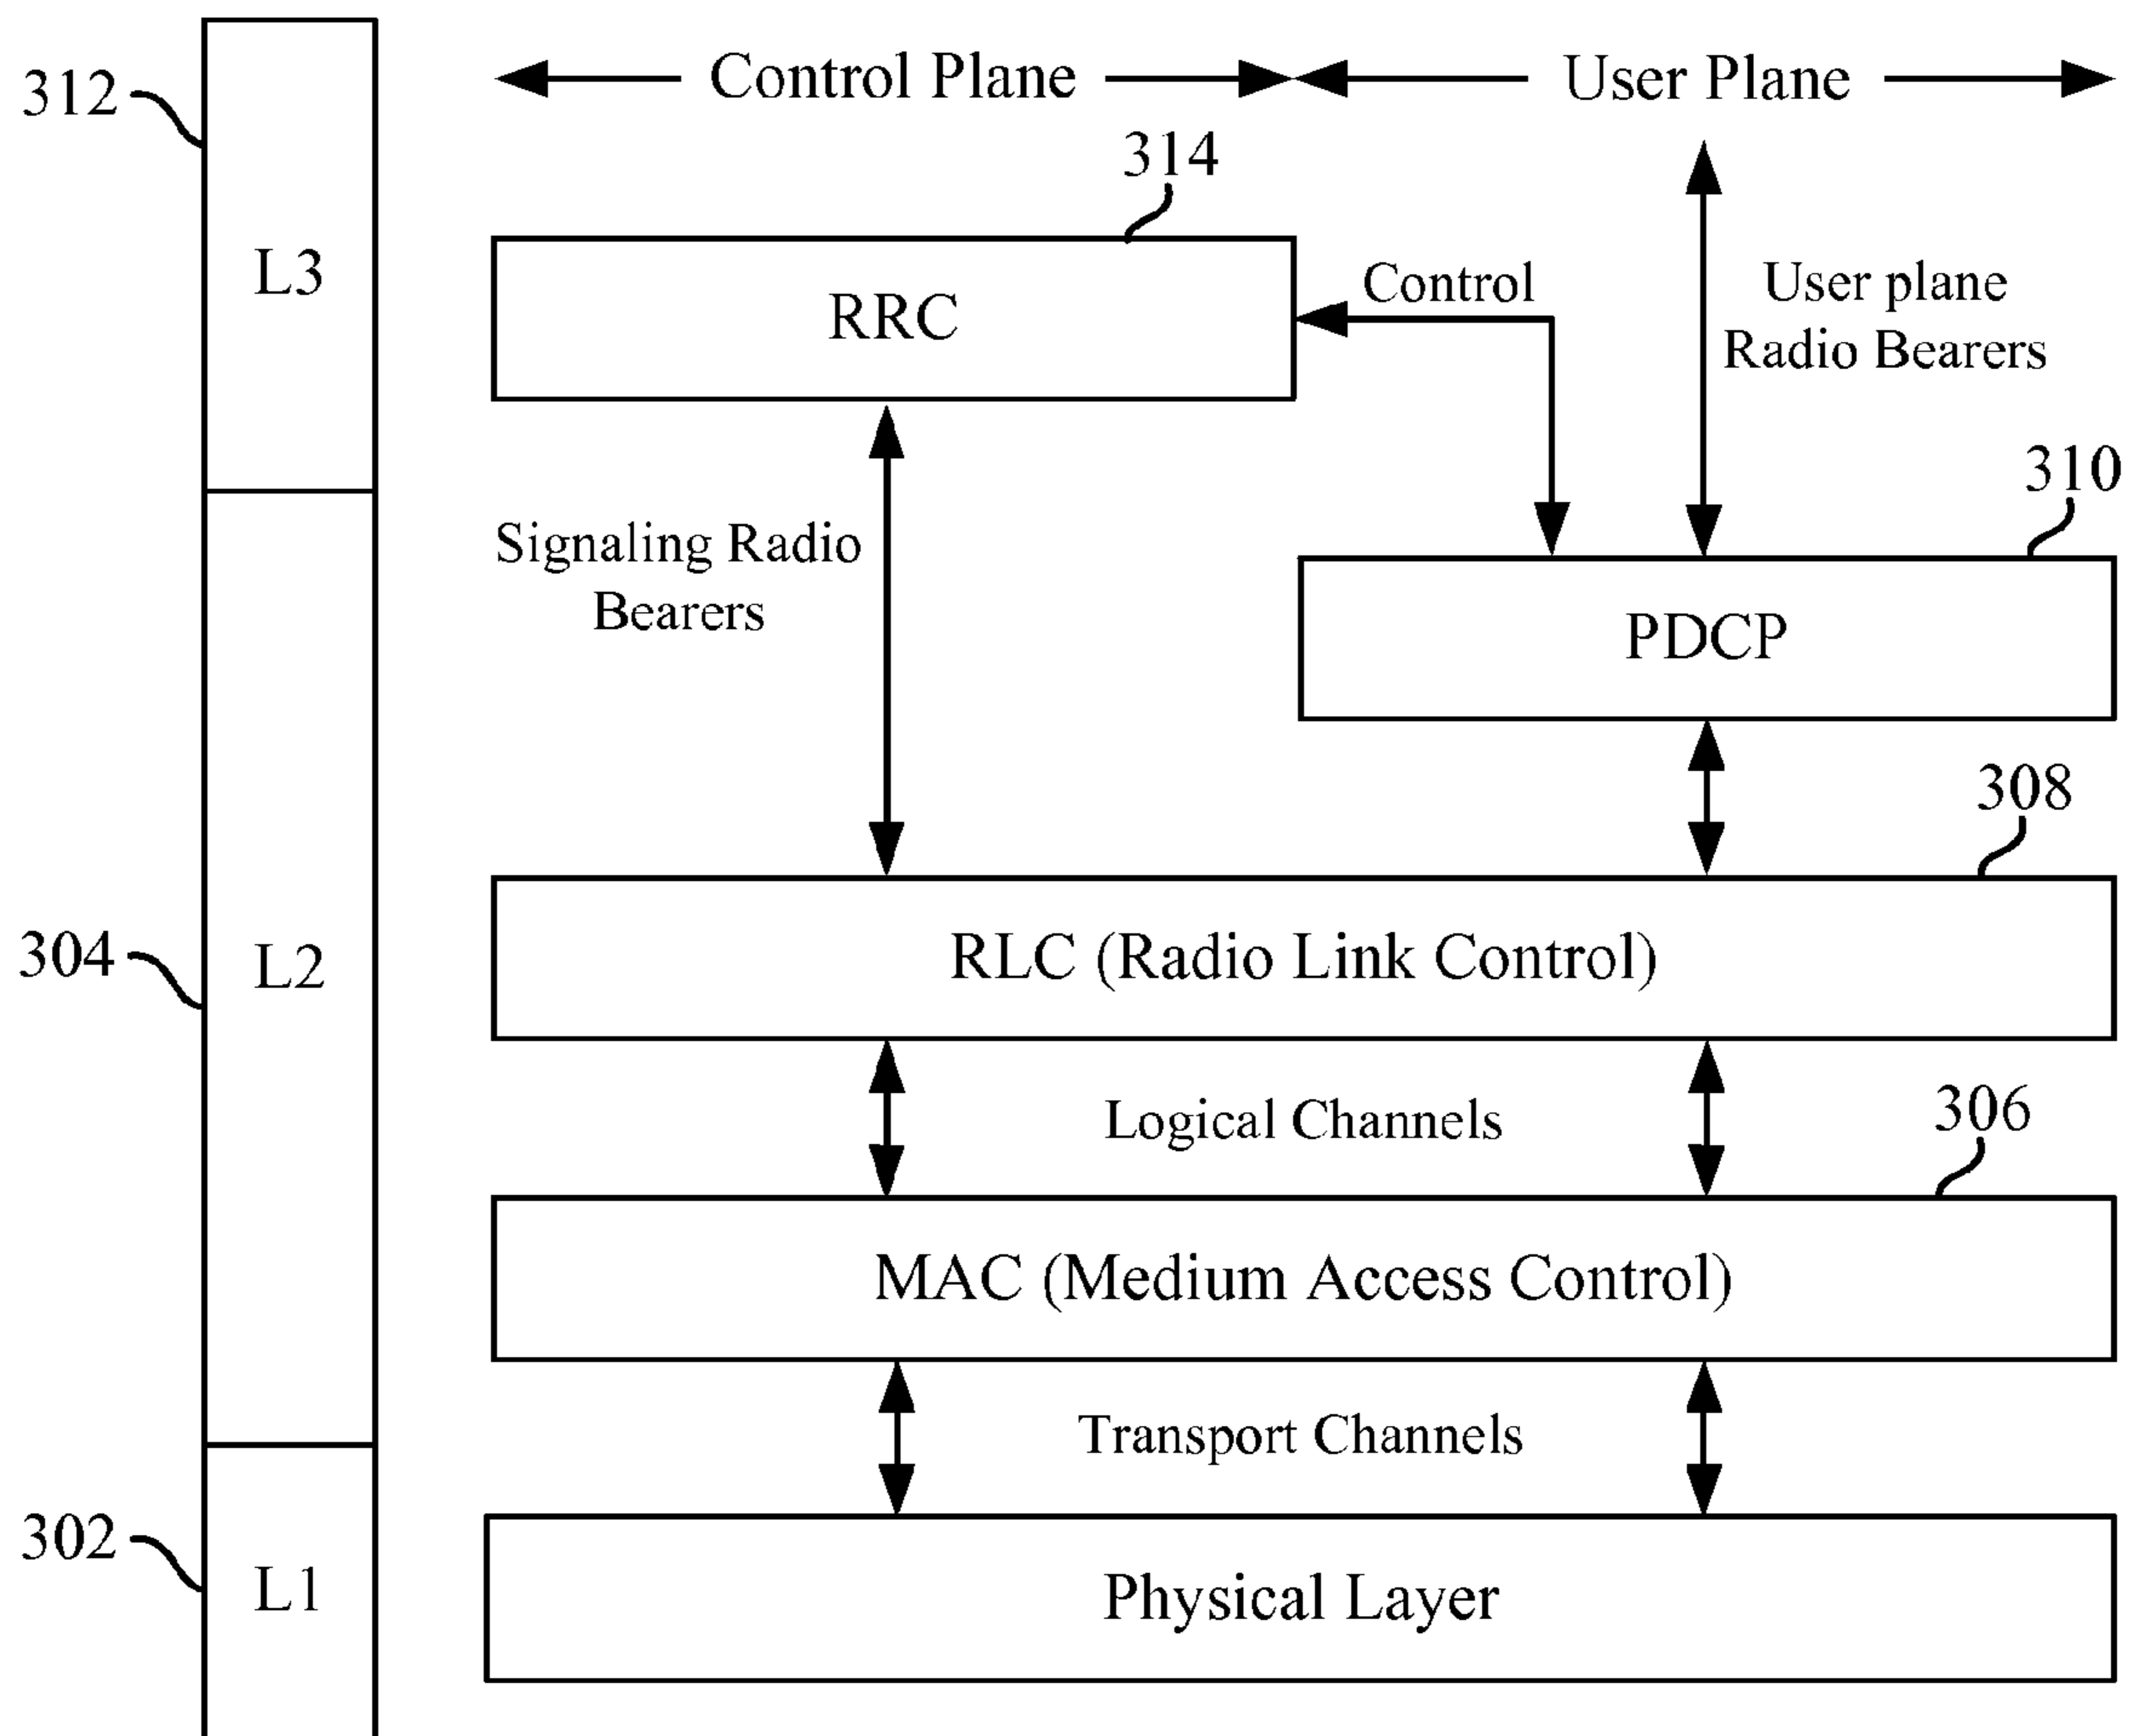 Control Plane
User Plane
312
314
L3
RRC
Control
User plane
Radio Bearers
310
Signaling Radio
Bearers
PDCP
308
304
L2
RLC (Radio Link Control)
Logical Channels
306
MAC (Medium Access Control)
Transport Channels
302
L1
Physical Layer